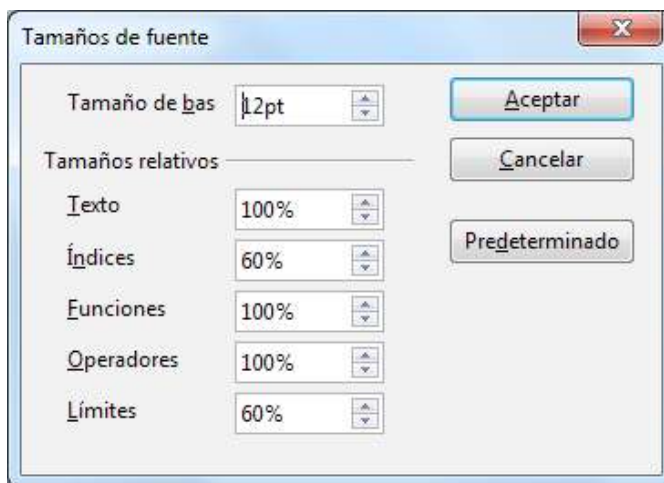 Tamaños de fuente
Tamaño de bas 12pt
Aceptar
Tamaños relativos
Cancelar
Texto 100%
Predeterminado
Índices 60%
Funciones 100%
Operadores 100%
Límites 60%